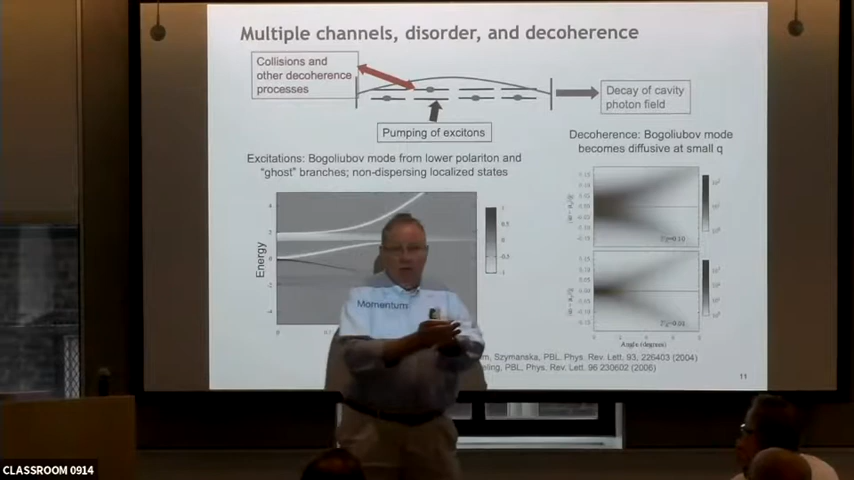 Multiple channels, disorder, and decoherence
Collisions and
other decoherence
processes
Decay of cavity
photon field
Pumping of excitons
Excitations: Bogoliubov mode from lower polariton and
"ghost" branches; non-dispersing localized states
Decoherence: Bogoliubov mode
becomes diffusive at small q
Energy
Momentum
Angle (degrees)
Szymanska, PBL. Phys. Rev. Lett. 93, 226403 (2004)
PBL, Phys. Rev. Lett. 96 230602 (2006)
11
CLASSROOM 0914